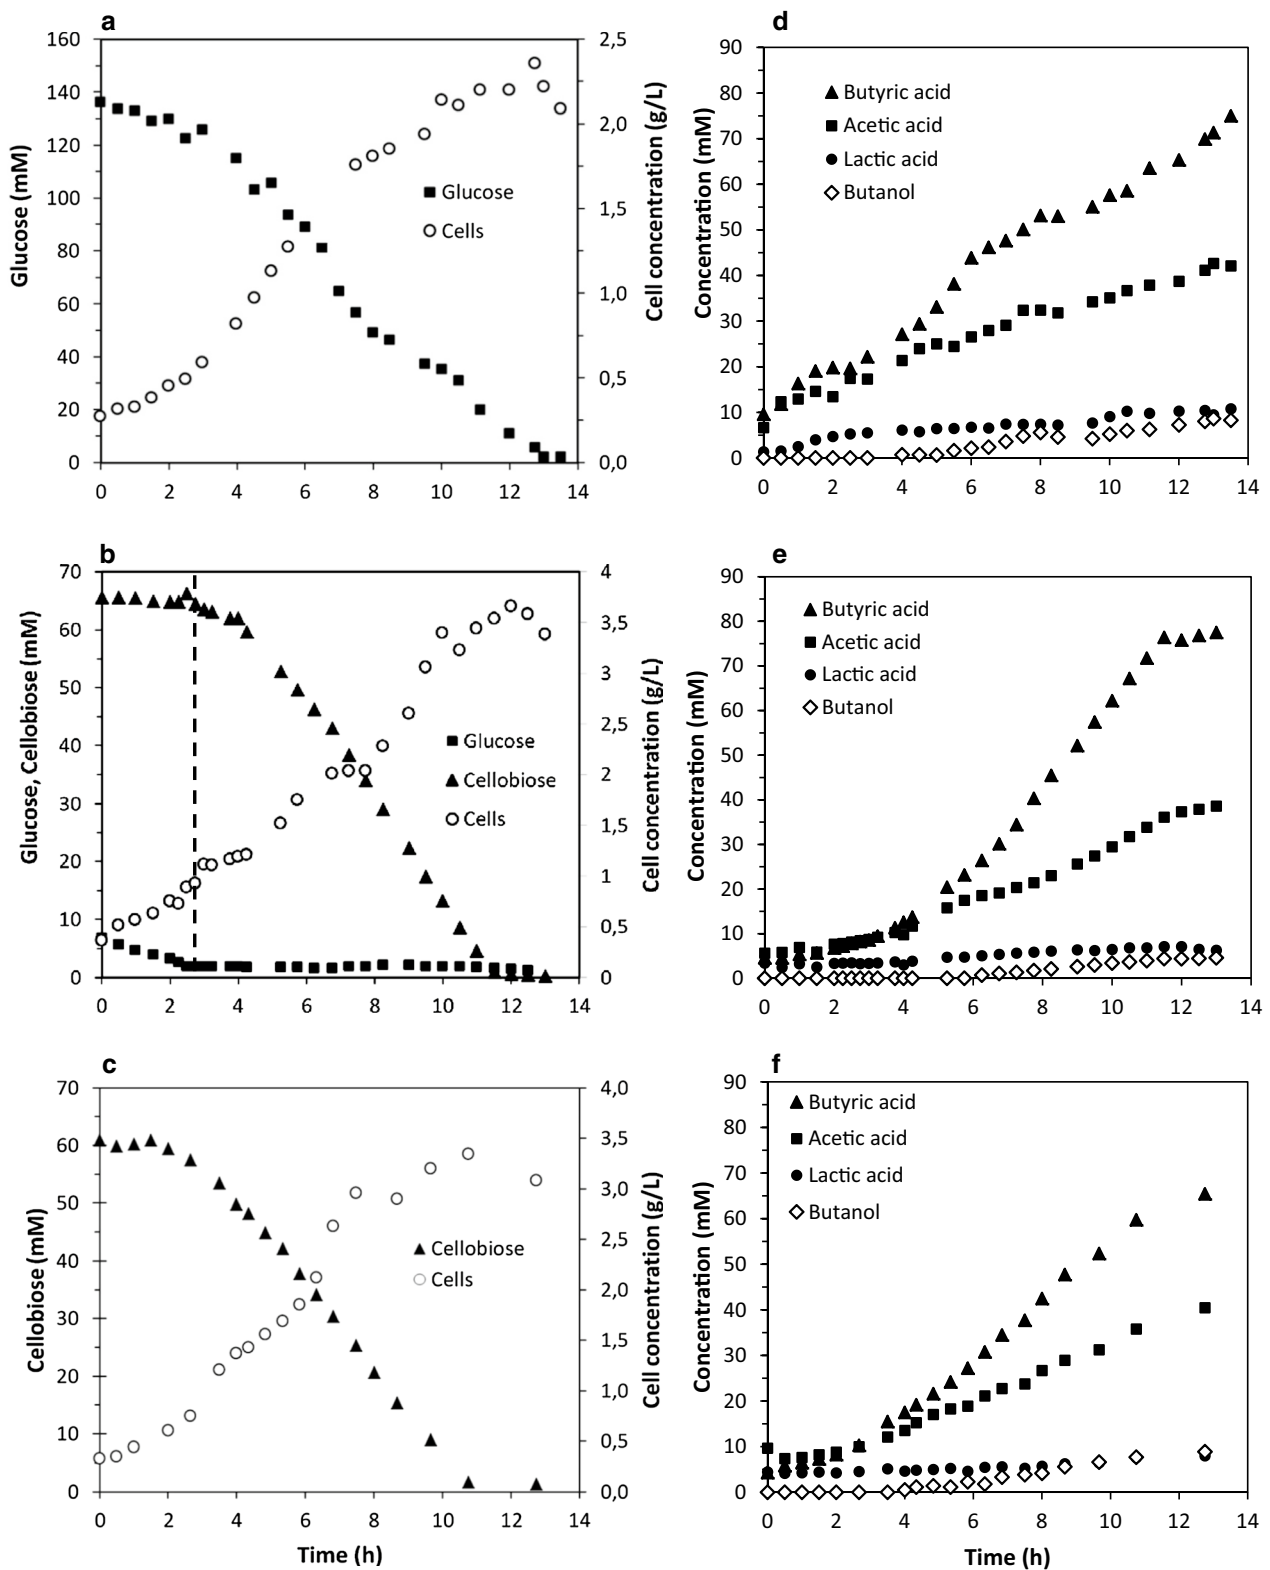 a
160
140
120
100
80
60
40
20
0
Glucose (mM)
2,5
2,0
1,5
1,0
0,5
0,0
Cell concentration (g/L)
Glucose
Cells
0 2 4 6 8 10 12 14
d
90
80
70
60
50
40
30
20
10
0
Concentration (mM)
Butyric acid
Acetic acid
Lactic acid
Butanol
0 2 4 6 8 10 12 14
b
70
60
50
40
30
20
10
0
Glucose, Cellobiose (mM)
4
3,5
3
2,5
2
1,5
1
0,5
0
Cell concentration (g/L)
Glucose
Cellobiose
Cells
0 2 4 6 8 10 12 14
e
90
80
70
60
50
40
30
20
10
0
Concentration (mM)
Butyric acid
Acetic acid
Lactic acid
Butanol
0 2 4 6 8 10 12 14
c
70
60
50
40
30
20
10
0
Cellobiose (mM)
4,0
3,5
3,0
2,5
2,0
1,5
1,0
0,5
0,0
Cell concentration (g/L)
Cellobiose
Cells
0 2 4 6 8 10 12 14
Time (h)
f
90
80
70
60
50
40
30
20
10
0
Concentration (mM)
Butyric acid
Acetic acid
Lactic acid
Butanol
0 2 4 6 8 10 12 14
Time (h)